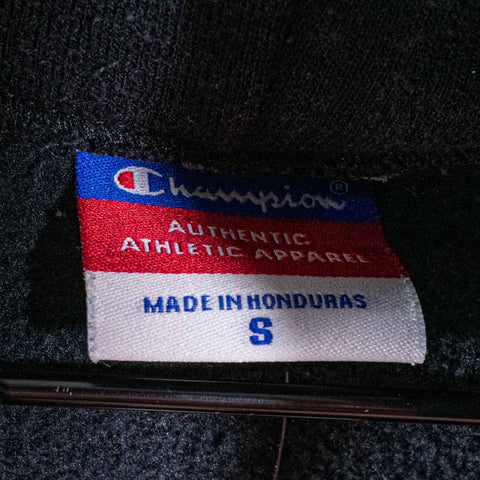 Champion®
AUTHENTIC
ATHLETIC APPAREL
MADE IN HONDURAS
S